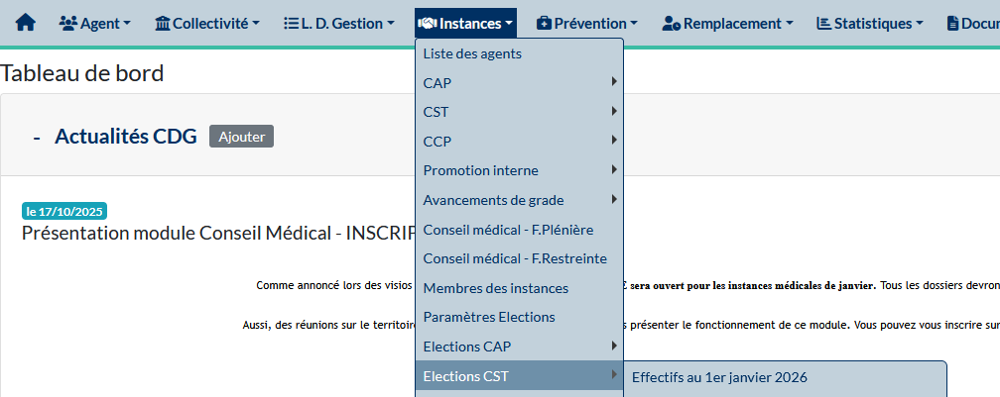 Agent Collectivité L. D. Gestion Instances Prévention Remplacement Statistiques Docu
Tableau de bord
- Actualités CDG Ajouter
le 17/10/2025
Présentation module Conseil Médical - INSCRIP
Comme annoncé lors des visios
E sera ouvert pour les instances médicales de janvier. Tous les dossiers devron
Aussi, des réunions sur le territoire
s présenter le fonctionnement de ce module. Vous pouvez vous inscrire sur
Liste des agents
CAP
CST
CCP
Promotion interne
Avancements de grade
Conseil médical - F.Plénière
Conseil médical - F.Restreinte
Membres des instances
Paramètres Elections
Elections CAP
Elections CST
Effectifs au 1er janvier 2026